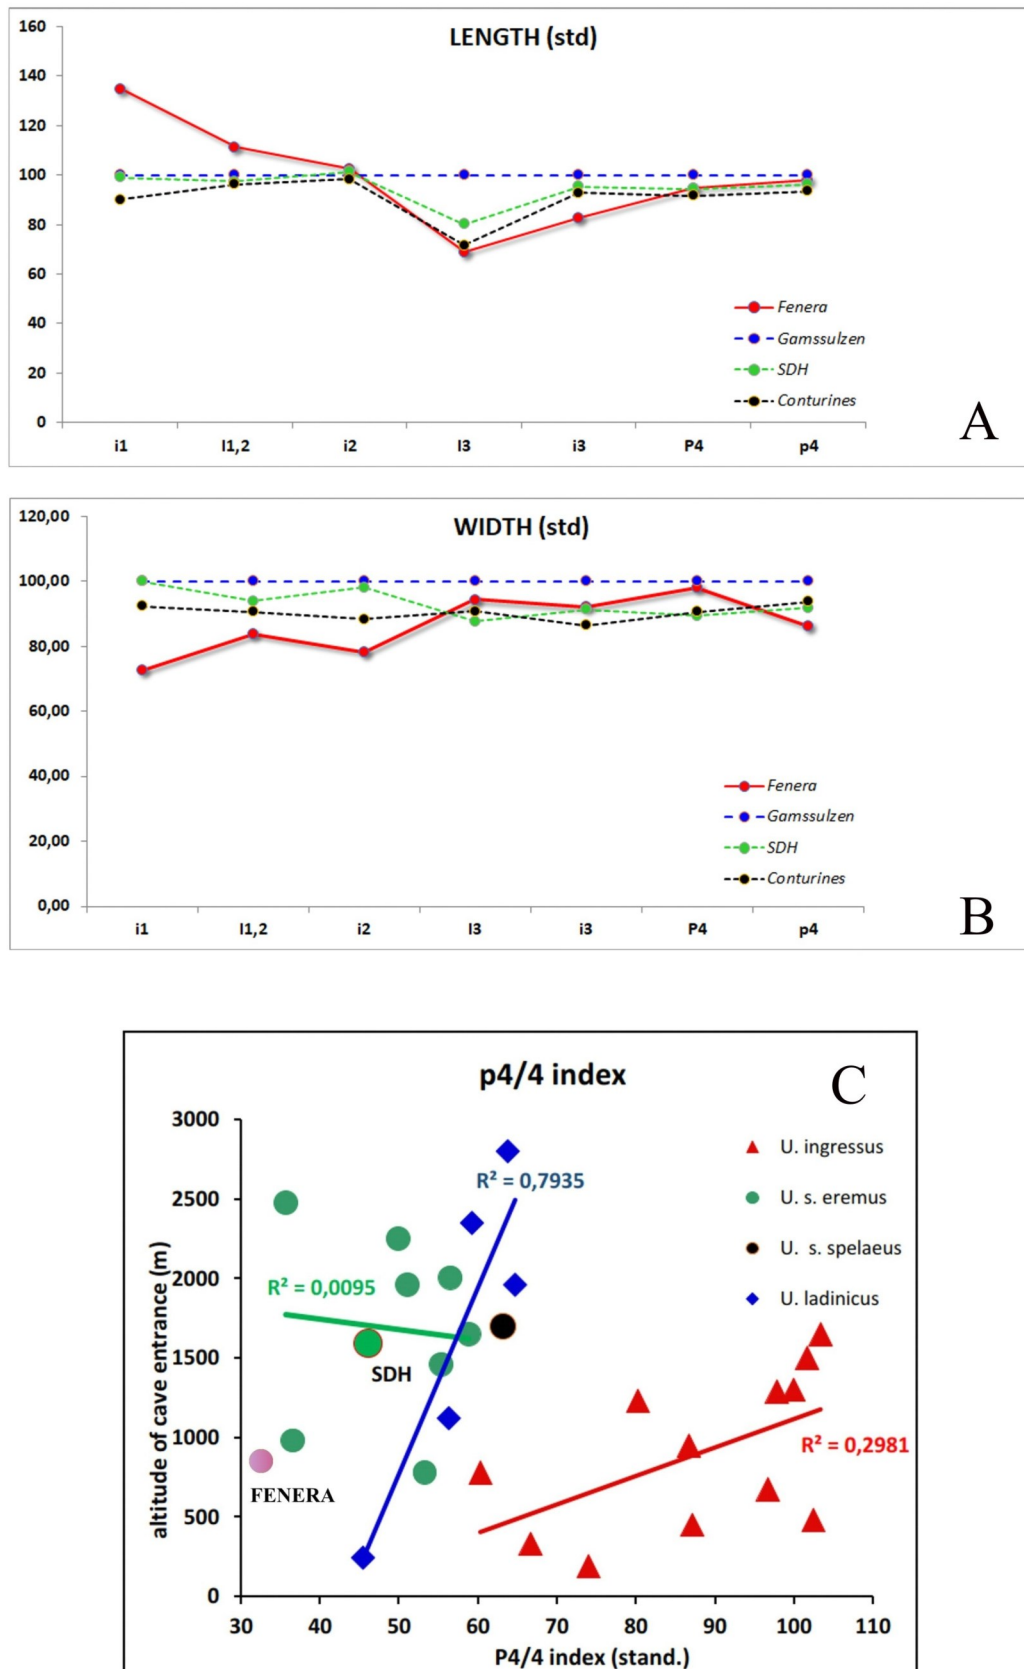 LENGTH (std)
160
140
120
100
80
60
40
20
0
i1
I1,2
i2
I3
i3
P4
p4
Fenera
Gamssulzen
SDH
Conturines
A
WIDTH (std)
120,00
100,00
80,00
60,00
40,00
20,00
0,00
i1
I1,2
i2
I3
i3
P4
p4
Fenera
Gamssulzen
SDH
Conturines
B
p4/4 index
C
altitude of cave entrance (m)
3000
2500
2000
1500
1000
500
0
R² = 0,7935
R² = 0,0095
R² = 0,2981
SDH
FENERA
U. ingressus
U. s. eremus
U. s. spelaeus
U. ladinicus
30
40
50
60
70
80
90
100
110
P4/4 index (stand.)